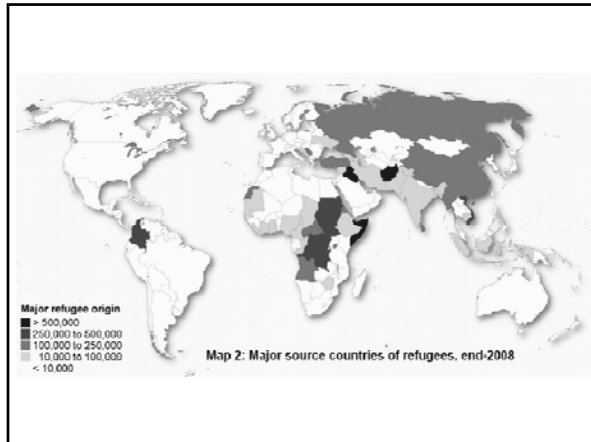 Major refugee origin
> 500,000
250,000 to 500,000
100,000 to 250,000
10,000 to 100,000
< 10,000
Map 2: Major source countries of refugees, end-2008